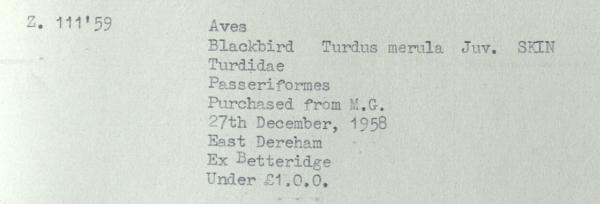 Z. 111'59 Aves
Blackbird Turdus merula Juv. SKIN
Turdidae
Passeriformes
Purchased from M.G.
27th December, 1958
East Dereham
Ex Betteridge
Under £1.0.0.